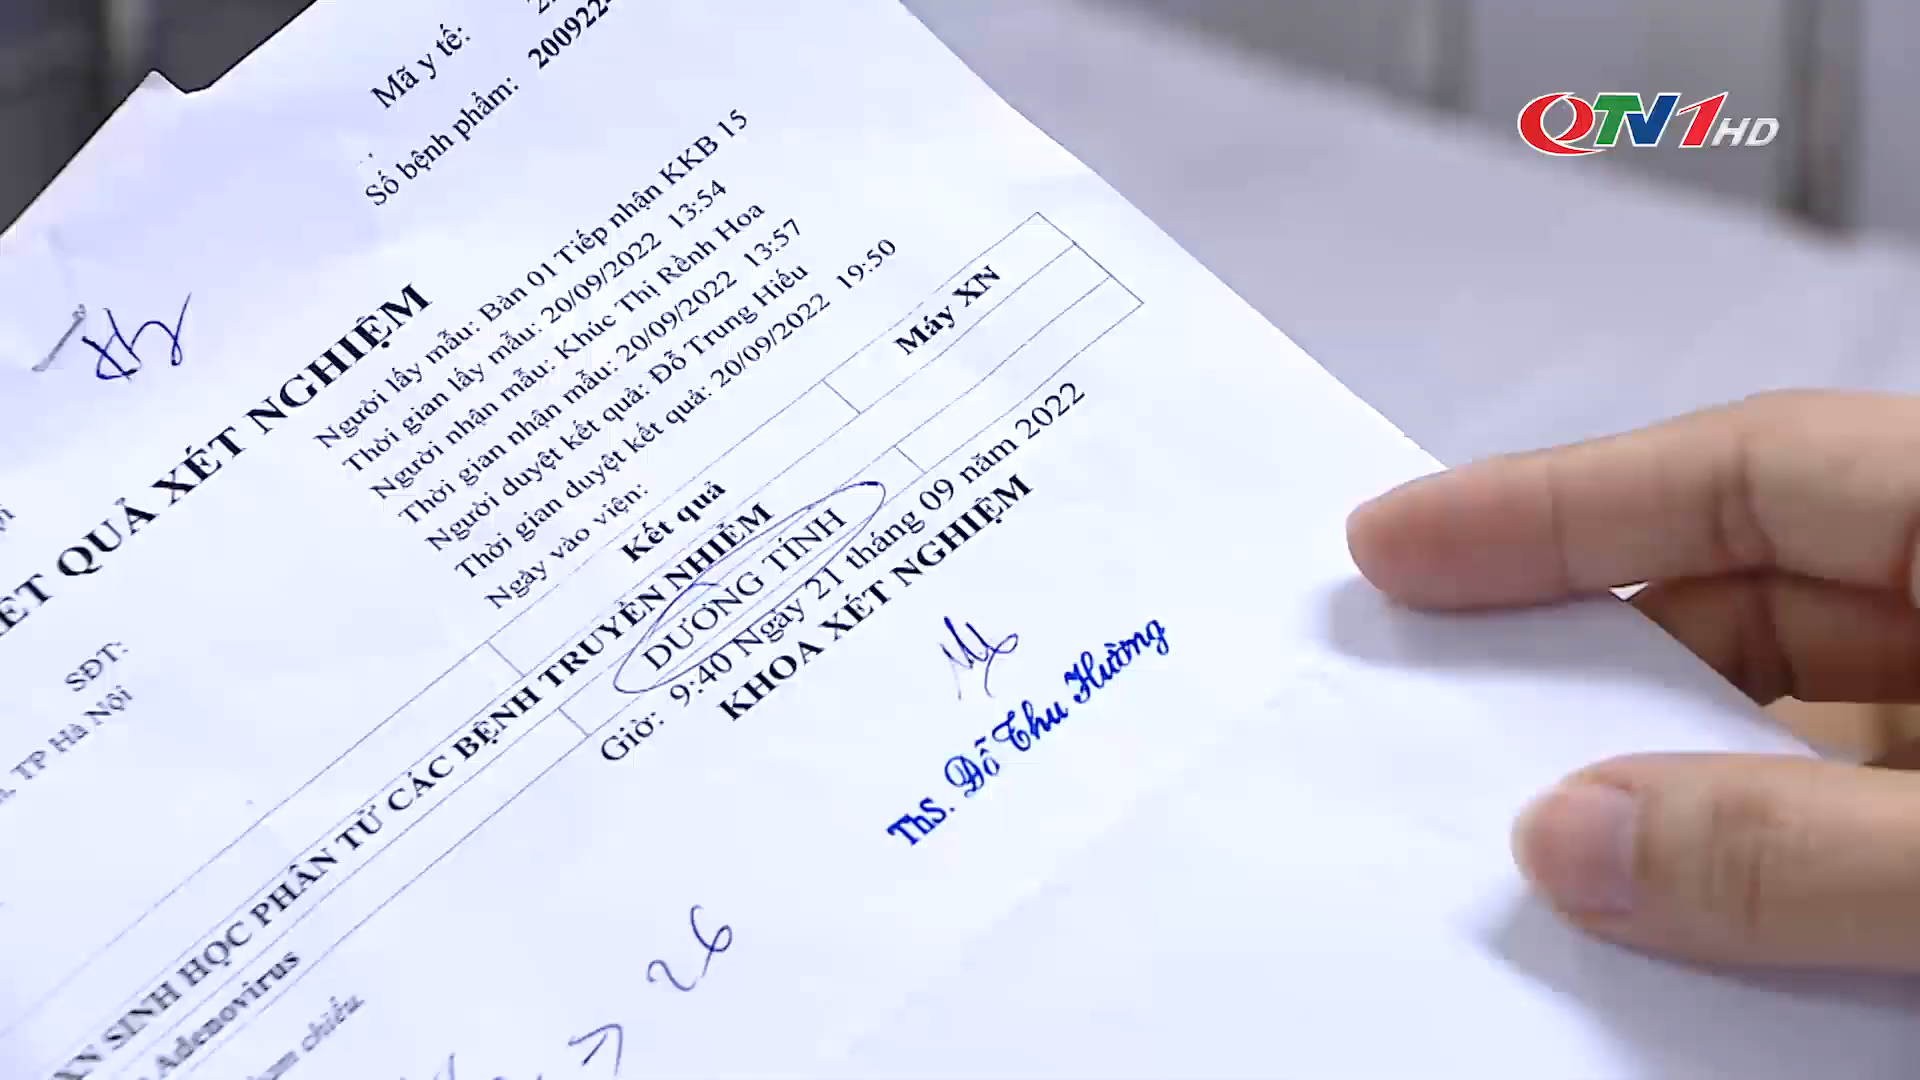 QTV1HD
Mã y tế:
Số bệnh phẩm: 200922
QUẢ XÉT NGHIỆM
Người lấy mẫu: Bàn 01 Tiếp nhận KKB 15
Thời gian lấy mẫu: 20/09/2022 13:54
Người nhận mẫu: Khúc Thị Rềnh Hoa
Thời gian nhận mẫu: 20/09/2022 13:57
Người duyệt kết quả: Đỗ Trung Hiếu
Thời gian duyệt kết quả: 20/09/2022 19:50
Ngày vào viện:
SĐT:
TP Hà Nội
Kết quả Máy XN
SINH HỌC PHÂN TỬ CÁC BỆNH TRUYỀN NHIỄM
Adenovirus DƯƠNG TÍNH
chiếu
Giờ: 9:40 Ngày 21 tháng 09 năm 2022
KHOA XÉT NGHIỆM
ThS. Đỗ Thu Hường
26